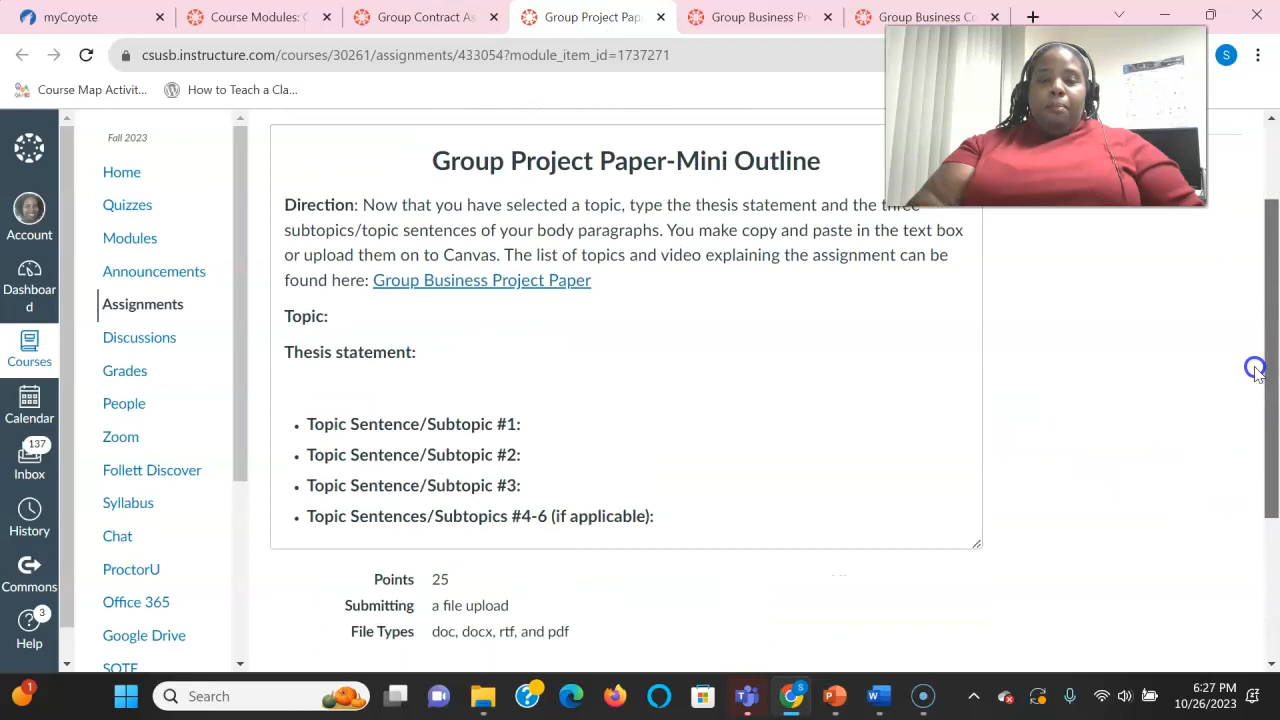 myCoyote
Course Modules: C
Group Contract As
Group Project Pap
Group Business Pr
Group Business Co
csusb.instructure.com/courses/30261/assignments/433054?module_item_id=1737271
S
Course Map Activit...
How to Teach a Cla...
Account
Dashboar
d
Courses
Calendar
137
Inbox
History
Commons
3
Help
Fall 2023
Home
Quizzes
Modules
Announcements
Assignments
Discussions
Grades
People
Zoom
Follett Discover
Syllabus
Chat
ProctorU
Office 365
Google Drive
SOTE
Group Project Paper-Mini Outline
Direction: Now that you have selected a topic, type the thesis statement and the three
subtopics/topic sentences of your body paragraphs. You make copy and paste in the text box
or upload them on to Canvas. The list of topics and video explaining the assignment can be
found here: Group Business Project Paper
Topic:
Thesis statement:
• Topic Sentence/Subtopic #1:
• Topic Sentence/Subtopic #2:
• Topic Sentence/Subtopic #3:
• Topic Sentences/Subtopics #4-6 (if applicable):
Points 25
Submitting a file upload
File Types doc, docx, rtf, and pdf
1
Search
S
6:27 PM
10/26/2023